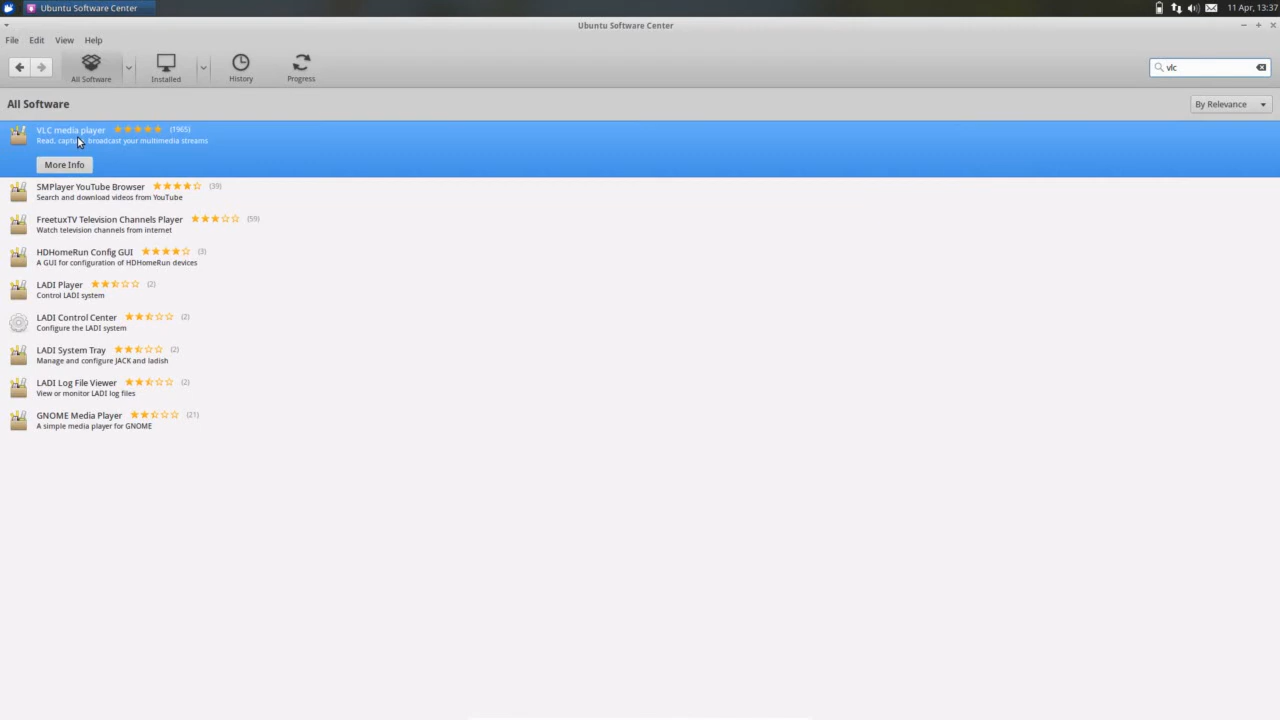 Ubuntu Software Center
11 Apr, 13:37
Ubuntu Software Center
File Edit View Help
All Software Installed History Progress
vlc
All Software
By Relevance
VLC media player (1965)
Read, captu broadcast your multimedia streams
More Info
SMPlayer YouTube Browser (39)
Search and download videos from YouTube
FreetuxTV Television Channels Player (59)
Watch television channels from internet
HDHomeRun Config GUI (3)
A GUI for configuration of HDHomeRun devices
LADI Player (2)
Control LADI system
LADI Control Center (2)
Configure the LADI system
LADI System Tray (2)
Manage and configure JACK and ladish
LADI Log File Viewer (2)
View or monitor LADI log files
GNOME Media Player (21)
A simple media player for GNOME